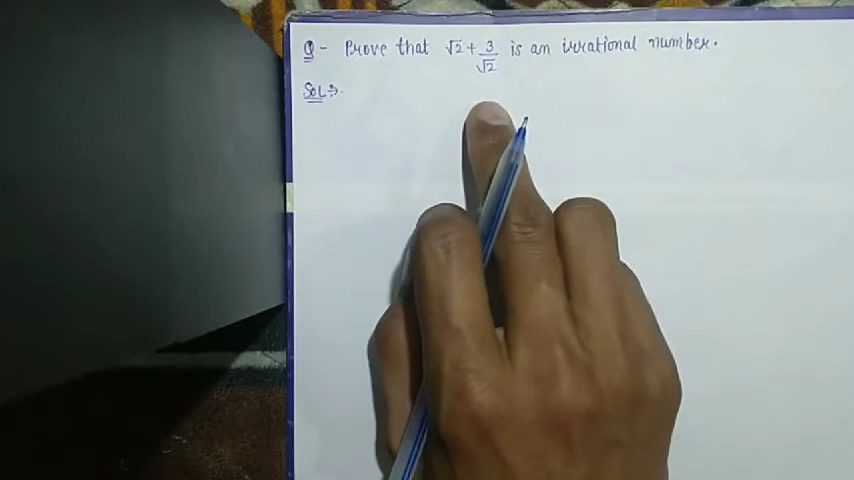 Q- Prove that √2 + 3/√2 is an irrational number.
Sol :-